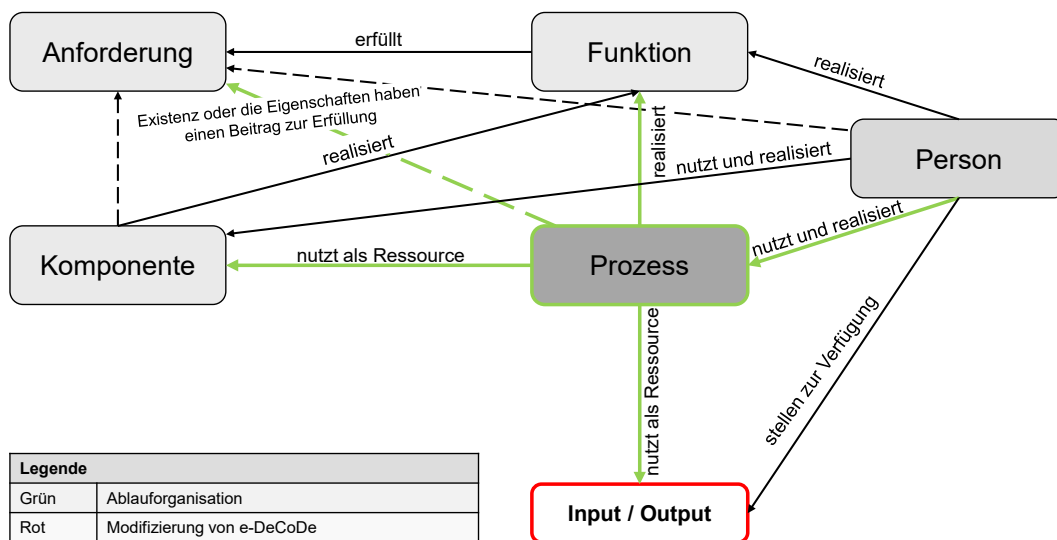 Anforderung
erfüllt
Funktion
realisiert
Existenz oder die Eigenschaften haben
einen Beitrag zur Erfüllung
realisiert
realisiert
nutzt und realisiert
Person
nutzt und realisiert
Komponente
nutzt als Ressource
Prozess
nutzt als Ressource
stellen zur Verfügung
Input / Output
Legende
Grün Ablauforganisation
Rot Modifizierung von e-DeCoDe